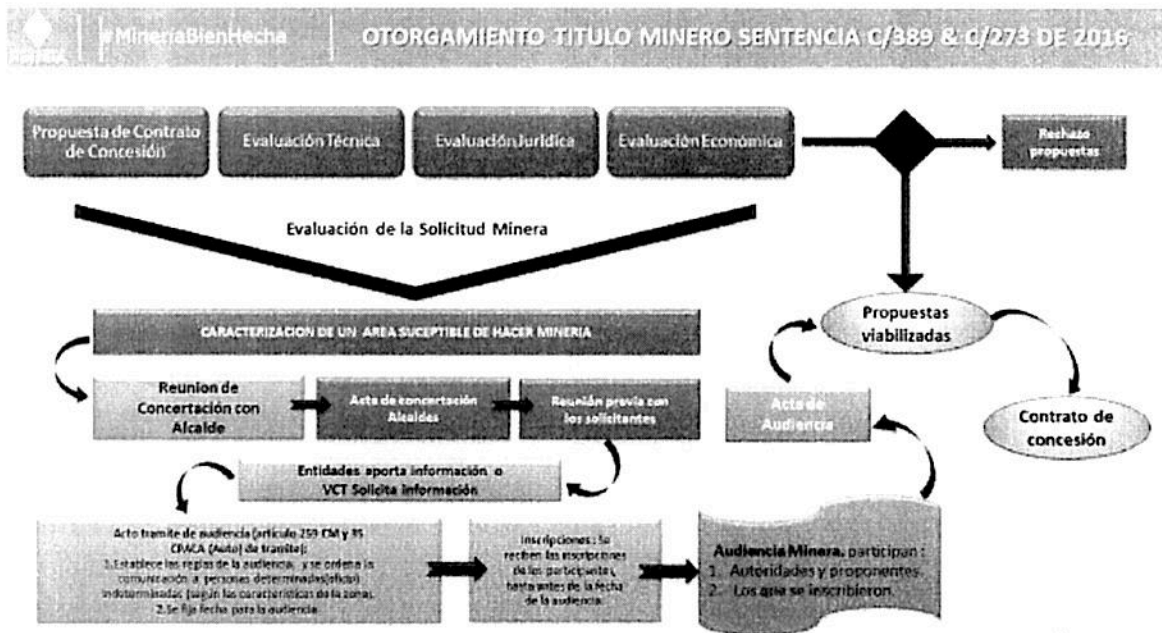 #MineriaBienHecha
OTORGAMIENTO TITULO MINERO SENTENCIA C/389 & C/273 DE 2016
Propuesta de Contrato
de Concesión
Evaluación Técnica
Evaluación Jurídica
Evaluación Económica
Rechazo
propuestas
Evaluación de la Solicitud Minera
CARACTERIZACION DE UN AREA SUCEPTIBLE DE HACER MINERIA
Propuestas
viabilizadas
Reunion de
Concertación con
Alcalde
Acta de concertación
Alcaldes
Reunión previa con
los solicitantes
Acta de
Audiencia
Contrato de
concesión
Entidades aporta información o
VCT Solicita información
Acto tramite de audiencia (artículo 259 CM y 35
CPACA (Auto) de tramite):
1.Establece las reglas de la audiencia, y se ordena la
comunicación a personas determinadas(oficio)
indeterminadas (según las características de la zona.
2.Se fija fecha para la audiencia.
Inscripciones: Se
reciben las inscripciones
de los participantes,
hasta antes de la fecha
de la audiencia.
Audiencia Minera. participan :
1. Autoridades y proponentes.
2. Los que se inscribieron.